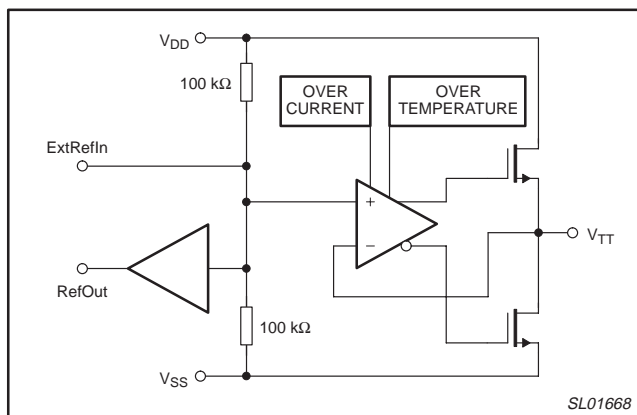 VDD
100 kΩ
OVER
CURRENT
OVER
TEMPERATURE
ExtRefIn
+
−
VTT
RefOut
100 kΩ
VSS
SL01668